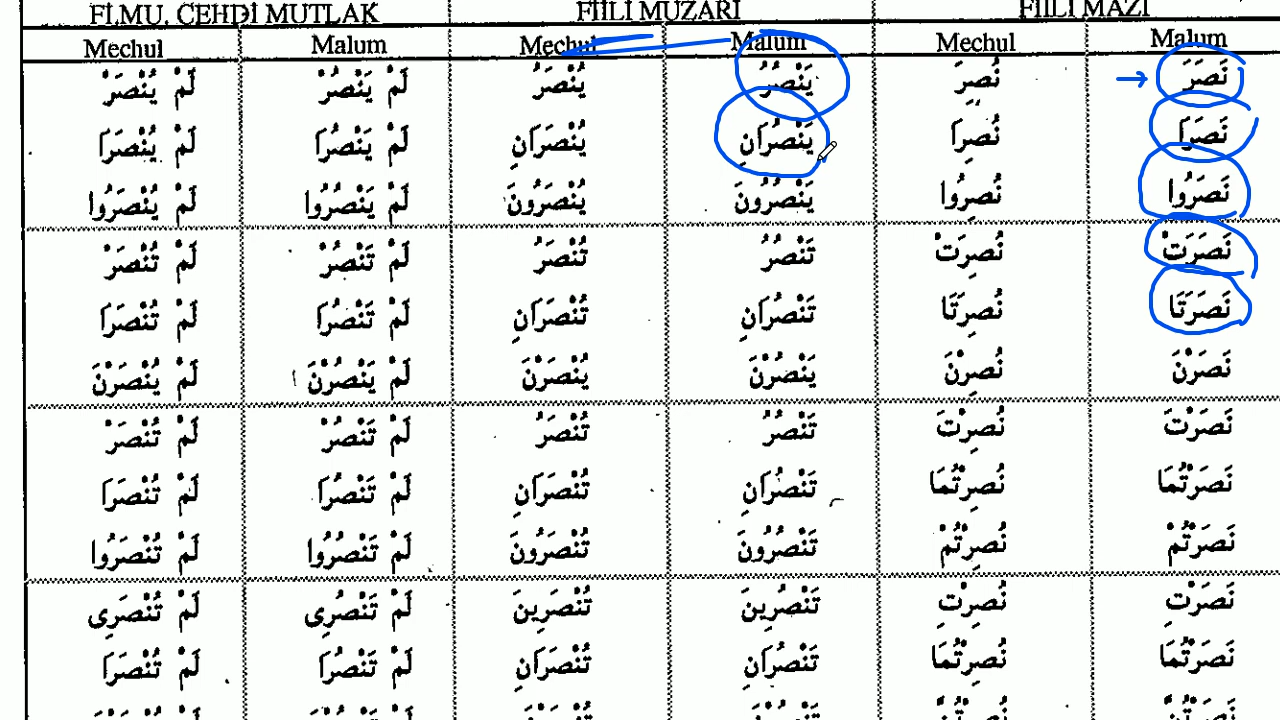 FİLMU. CEHDİ MUTLAK FİİLİ MUZARİ FİİLİ MAZİ
Mechul Malum Mechul Malum Mechul Malum
نَصَرَ نُصِرَ يَنْصُرُ يُنْصَرُ لَمْ يَنْصُرْ لَمْ يُنْصَرْ
نَصَرَا نُصِرَا يَنْصُرَانِ يُنْصَرَانِ لَمْ يَنْصُرَا لَمْ يُنْصَرَا
نَصَرُوا نُصِرُوا يَنْصُرُونَ يُنْصَرُونَ لَمْ يَنْصُرُوا لَمْ يُنْصَرُوا
نَصَرَتْ نُصِرَتْ تَنْصُرُ تُنْصَرُ لَمْ تَنْصُرْ لَمْ تُنْصَرْ
نَصَرَتَا نُصِرَتَا تَنْصُرَانِ تُنْصَرَانِ لَمْ تَنْصُرَا لَمْ تُنْصَرَا
نَصَرْنَ نُصِرْنَ يَنْصُرْنَ يُنْصَرْنَ لَمْ يَنْصُرْنَ لَمْ يُنْصَرْنَ
نَصَرْتَ نُصِرْتَ تَنْصُرُ تُنْصَرُ لَمْ تَنْصُرْ لَمْ تُنْصَرْ
نَصَرْتُمَا نُصِرْتُمَا تَنْصُرَانِ تُنْصَرَانِ لَمْ تَنْصُرَا لَمْ تُنْصَرَا
نَصَرْتُمْ نُصِرْتُمْ تَنْصُرُونَ تُنْصَرُونَ لَمْ تَنْصُرُوا لَمْ تُنْصَرُوا
نَصَرْتِ نُصِرْتِ تَنْصُرِينَ تُنْصَرِينَ لَمْ تَنْصُرِى لَمْ تُنْصَرِى
نَصَرْتُمَا نُصِرْتُمَا تَنْصُرَانِ تُنْصَرَانِ لَمْ تَنْصُرَا لَمْ تُنْصَرَا